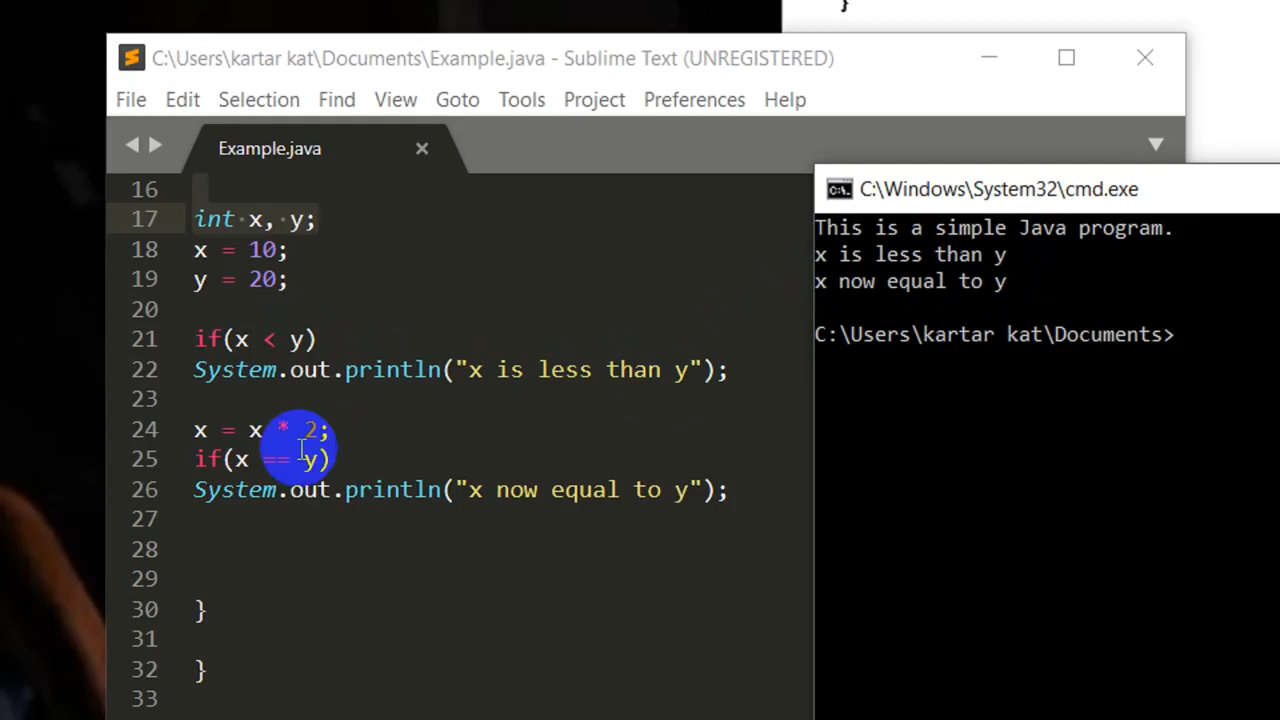 }
C:\Users\kartar kat\Documents\Example.java - Sublime Text (UNREGISTERED)
File Edit Selection Find View Goto Tools Project Preferences Help
Example.java
16
17 int x, y;
18 x = 10;
19 y = 20;
20
21 if(x < y)
22 System.out.println("x is less than y");
23
24 x = x * 2;
25 if(x == y)
26 System.out.println("x now equal to y");
27
28
29
30 }
31
32 }
33
C:\Windows\System32\cmd.exe
This is a simple Java program.
x is less than y
x now equal to y
C:\Users\kartar kat\Documents>